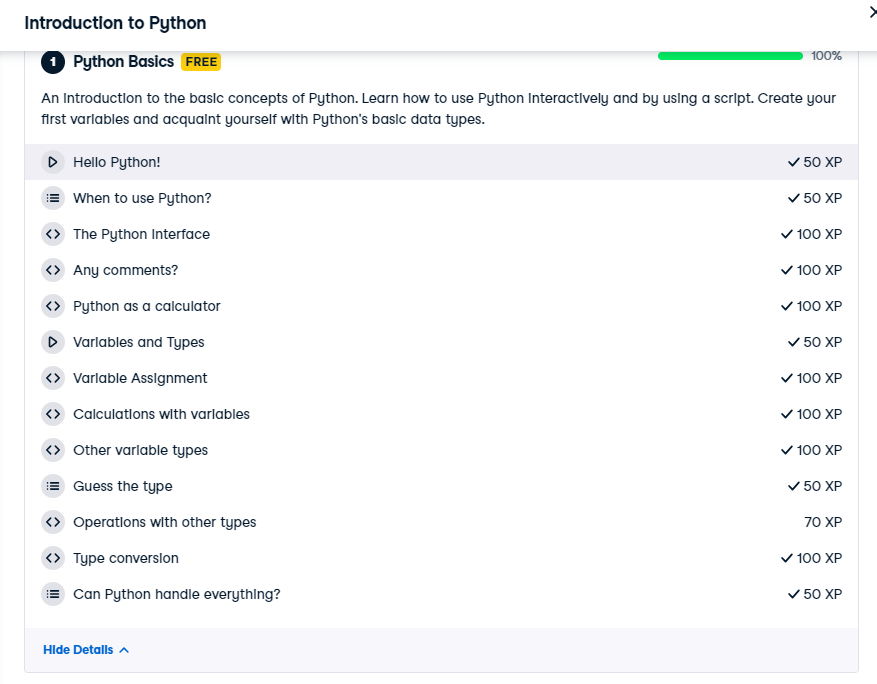 Introduction to Python
1 Python Basics FREE 100%
An introduction to the basic concepts of Python. Learn how to use Python interactively and by using a script. Create your
first variables and acquaint yourself with Python's basic data types.
Hello Python! 50 XP
When to use Python? 50 XP
The Python Interface 100 XP
Any comments? 100 XP
Python as a calculator 100 XP
Variables and Types 50 XP
Variable Assignment 100 XP
Calculations with variables 100 XP
Other variable types 100 XP
Guess the type 50 XP
Operations with other types 70 XP
Type conversion 100 XP
Can Python handle everything? 50 XP
Hide Details